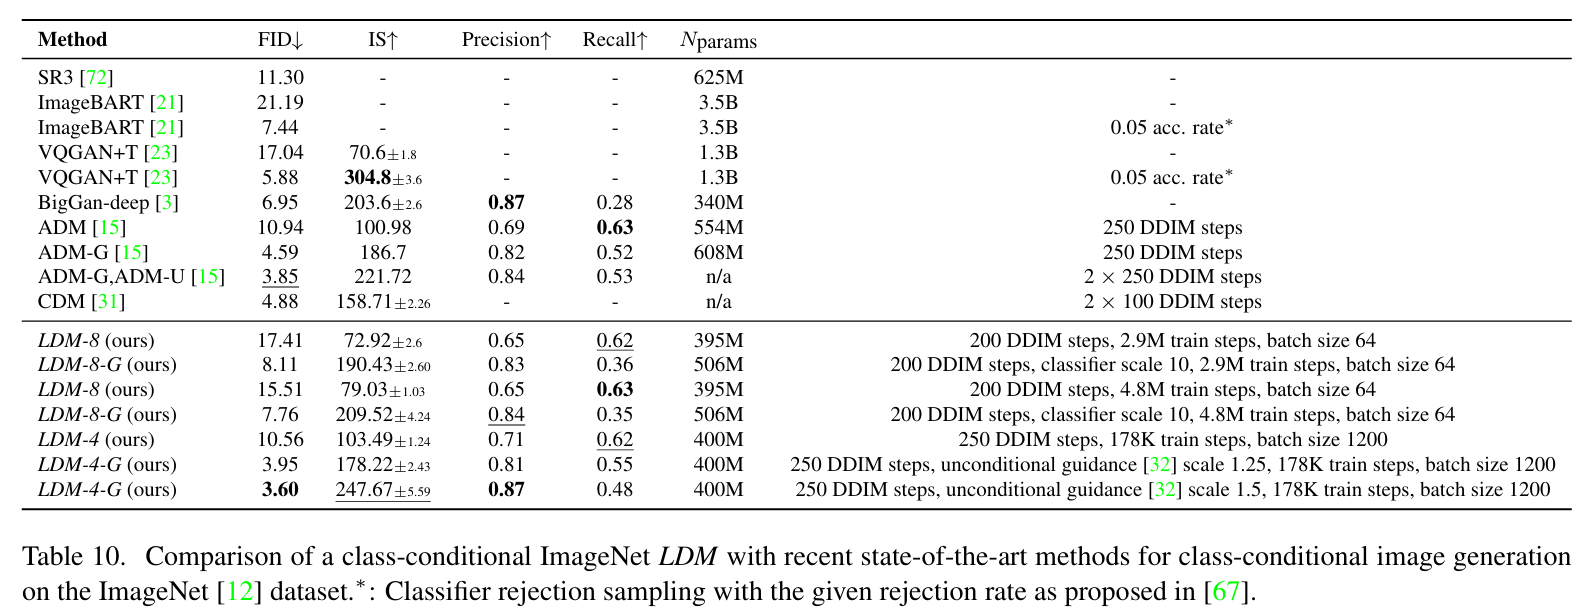 Method FID↓ IS↑ Precision↑ Recall↑ Nparams
SR3 [72] 11.30 - - - 625M -
ImageBART [21] 21.19 - - - 3.5B -
ImageBART [21] 7.44 - - - 3.5B 0.05 acc. rate*
VQGAN+T [23] 17.04 70.6±1.8 - - 1.3B -
VQGAN+T [23] 5.88 304.8±3.6 - - 1.3B 0.05 acc. rate*
BigGan-deep [3] 6.95 203.6±2.6 0.87 0.28 340M -
ADM [15] 10.94 100.98 0.69 0.63 554M 250 DDIM steps
ADM-G [15] 4.59 186.7 0.82 0.52 608M 250 DDIM steps
ADM-G,ADM-U [15] 3.85 221.72 0.84 0.53 n/a 2 × 250 DDIM steps
CDM [31] 4.88 158.71±2.26 - - n/a 2 × 100 DDIM steps
LDM-8 (ours) 17.41 72.92±2.6 0.65 0.62 395M 200 DDIM steps, 2.9M train steps, batch size 64
LDM-8-G (ours) 8.11 190.43±2.60 0.83 0.36 506M 200 DDIM steps, classifier scale 10, 2.9M train steps, batch size 64
LDM-8 (ours) 15.51 79.03±1.03 0.65 0.63 395M 200 DDIM steps, 4.8M train steps, batch size 64
LDM-8-G (ours) 7.76 209.52±4.24 0.84 0.35 506M 200 DDIM steps, classifier scale 10, 4.8M train steps, batch size 64
LDM-4 (ours) 10.56 103.49±1.24 0.71 0.62 400M 250 DDIM steps, 178K train steps, batch size 1200
LDM-4-G (ours) 3.95 178.22±2.43 0.81 0.55 400M 250 DDIM steps, unconditional guidance [32] scale 1.25, 178K train steps, batch size 1200
LDM-4-G (ours) 3.60 247.67±5.59 0.87 0.48 400M 250 DDIM steps, unconditional guidance [32] scale 1.5, 178K train steps, batch size 1200
Table 10. Comparison of a class-conditional ImageNet LDM with recent state-of-the-art methods for class-conditional image generation
on the ImageNet [12] dataset.*: Classifier rejection sampling with the given rejection rate as proposed in [67].